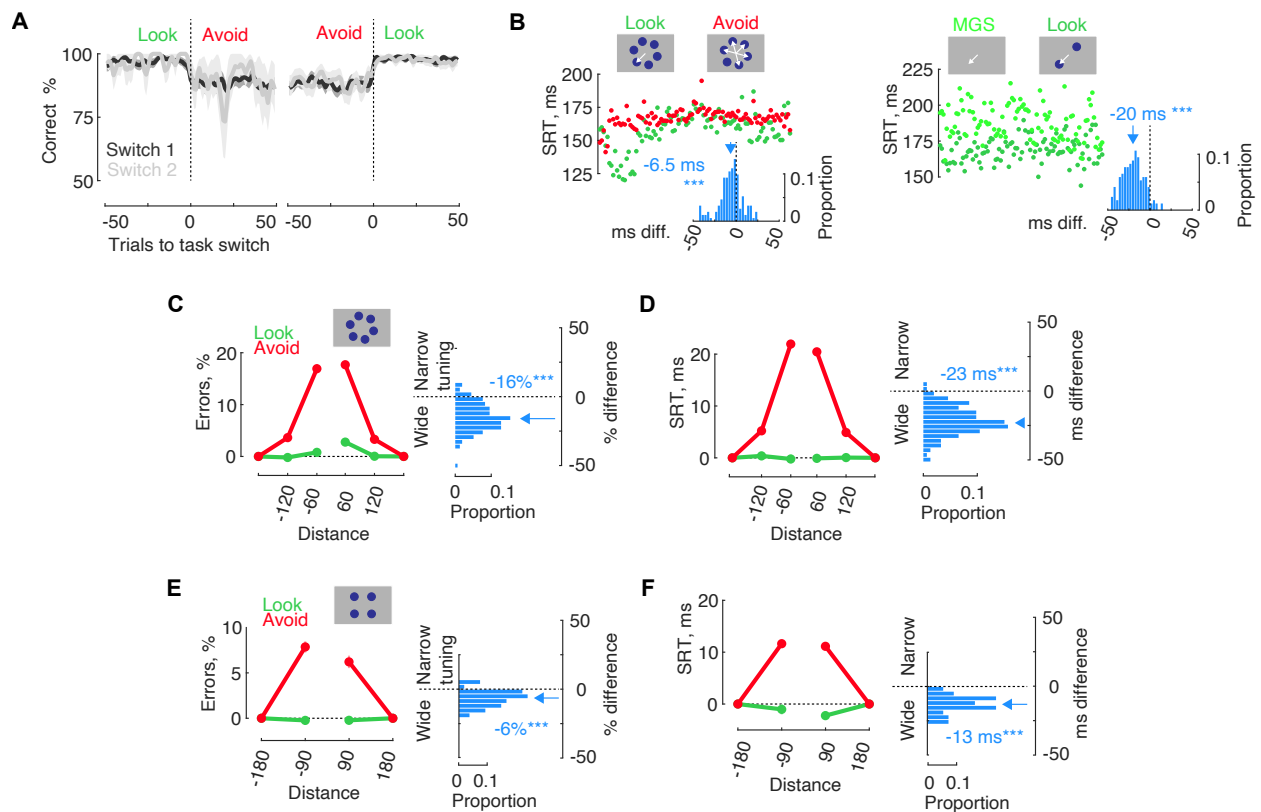 A
Look
Avoid
Avoid
Look
Correct %
100
75
50
Switch 1
Switch 2
-50
0
50
-50
0
50
Trials to task switch
B
Look
Avoid
SRT, ms
200
175
150
125
-6.5 ms
***
0.1
0
Proportion
ms diff.
-50
0
50
MGS
Look
SRT, ms
225
200
175
150
-20 ms ***
0.1
0
Proportion
ms diff.
-50
0
50
C
Look
Avoid
Errors, %
20
10
0
-120
-60
60
120
Distance
Narrow tuning
Wide
-16%***
50
0
-50
% difference
0
0.1
Proportion
D
SRT, ms
20
10
0
-120
-60
60
120
Distance
Narrow
Wide
-23 ms***
50
0
-50
ms difference
0
0.1
Proportion
E
Look
Avoid
Errors, %
10
5
0
-180
-90
90
180
Distance
Narrow tuning
Wide
-6%***
50
0
-50
% difference
0
0.1
Proportion
F
SRT, ms
20
10
0
-180
-90
90
180
Distance
Narrow
Wide
-13 ms***
50
0
-50
ms difference
0
0.1
Proportion